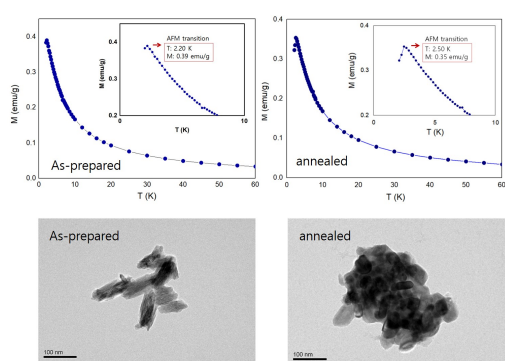 AFM transition
T: 2.20 K
M: 0.39 emu/g
M (emu/g)
0.4
0.3
0.2
0 5 10
T (K)
M (emu/g)
0.4
0.3
0.2
0.1
0.0
As-prepared
0 10 20 30 40 50 60
T (K)
AFM transition
T: 2.50 K
M: 0.35 emu/g
M (emu/g)
0.4
0.3
0.2
0 5 10
T (K)
M (emu/g)
0.4
0.3
0.2
0.1
0.0
annealed
0 10 20 30 40 50 60
T (K)
As-prepared
100 nm
annealed
100 nm